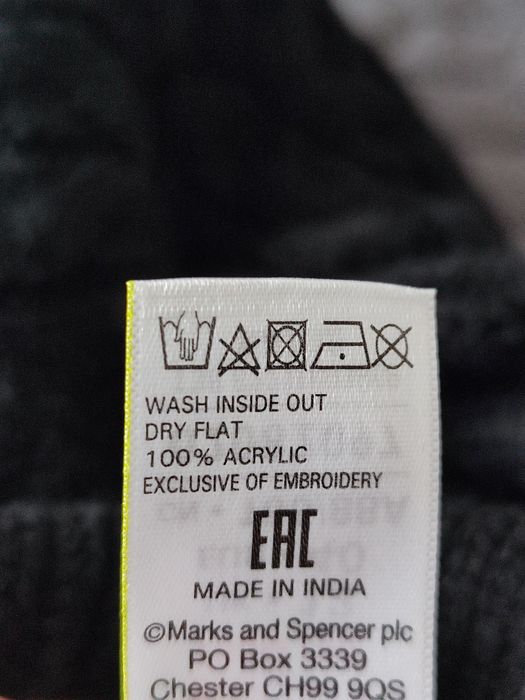 WASH INSIDE OUT
DRY FLAT
100% ACRYLIC
EXCLUSIVE OF EMBROIDERY
EAC
MADE IN INDIA
©Marks and Spencer plc
PO Box 3339
Chester CH99 9QS